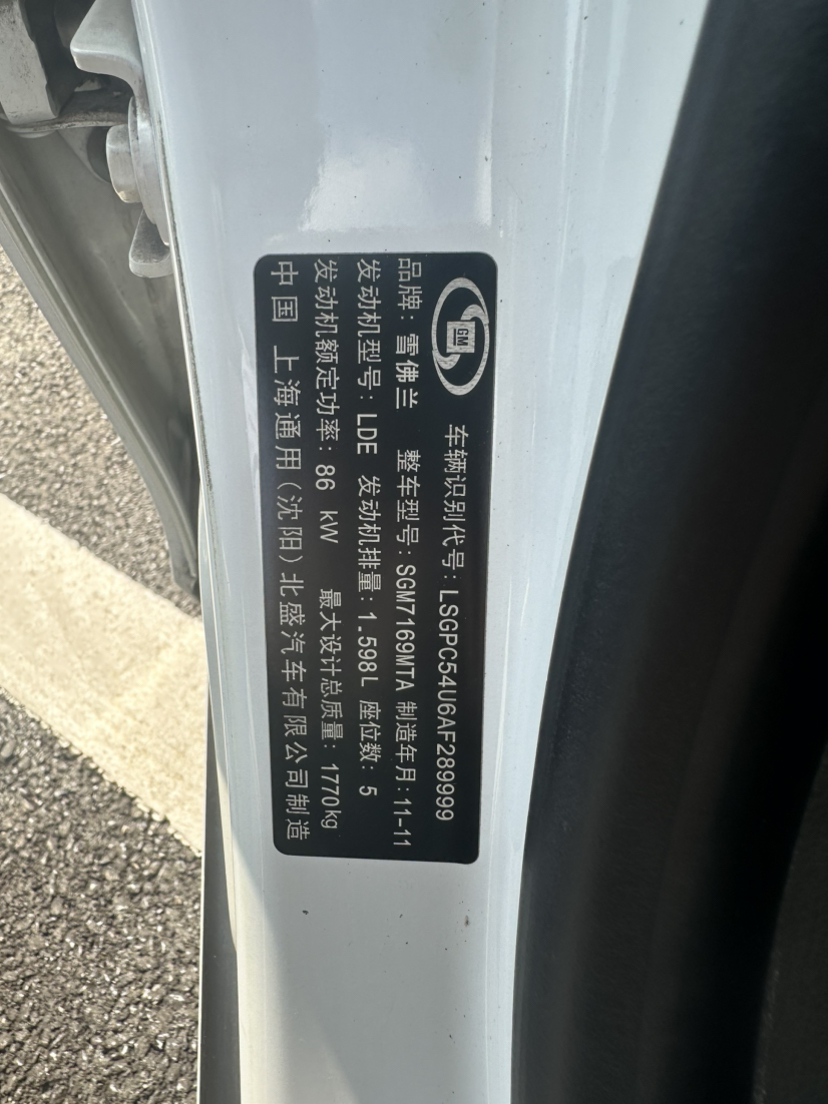 GM
车辆识别代号: LSGPC54U6AF289999
品牌: 雪佛兰 整车型号: SGM7169MTA 制造年月: 11-11
发动机型号: LDE 发动机排量: 1.598L 座位数: 5
发动机额定功率: 86 kW 最大设计总质量: 1770kg
中国 上海通用(沈阳)北盛汽车有限公司制造